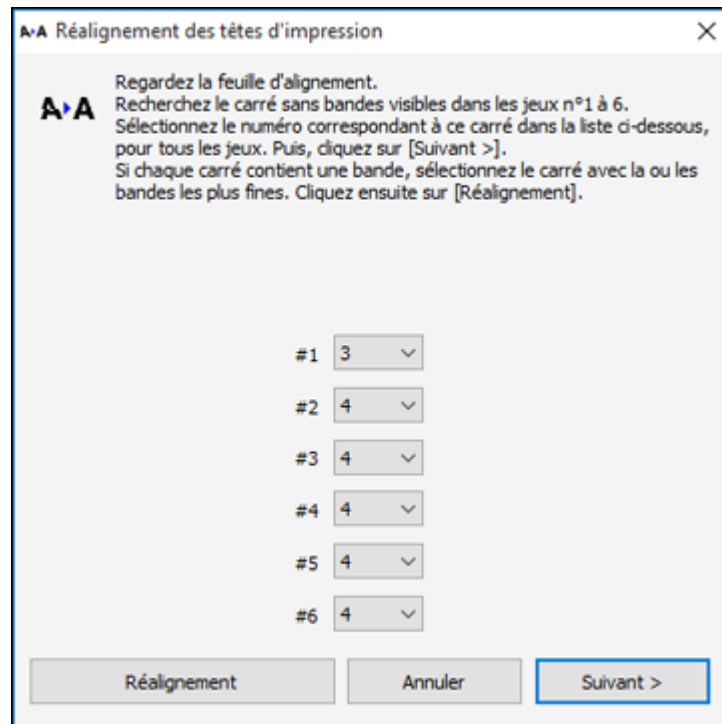 A▸A Réalignement des têtes d'impression
A▸A
Regardez la feuille d'alignement.
Recherchez le carré sans bandes visibles dans les jeux n°1 à 6.
Sélectionnez le numéro correspondant à ce carré dans la liste ci-dessous,
pour tous les jeux. Puis, cliquez sur [Suivant >].
Si chaque carré contient une bande, sélectionnez le carré avec la ou les
bandes les plus fines. Cliquez ensuite sur [Réalignement].
#1 3
#2 4
#3 4
#4 4
#5 4
#6 4
Réalignement Annuler Suivant >